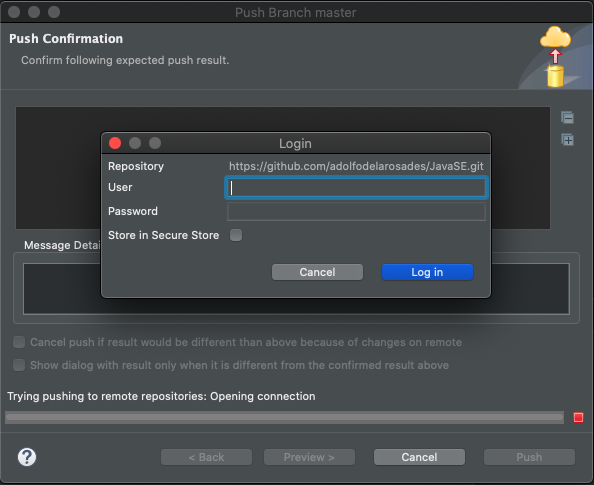 Push Branch master
Push Confirmation
Confirm following expected push result.
Login
Repository https://github.com/adolfodelarosades/JavaSE.git
User
Password
Store in Secure Store
Cancel Log in
Message Detai
Cancel push if result would be different than above because of changes on remote
Show dialog with result only when it is different from the confirmed result above
Trying pushing to remote repositories: Opening connection
? < Back Preview > Cancel Push